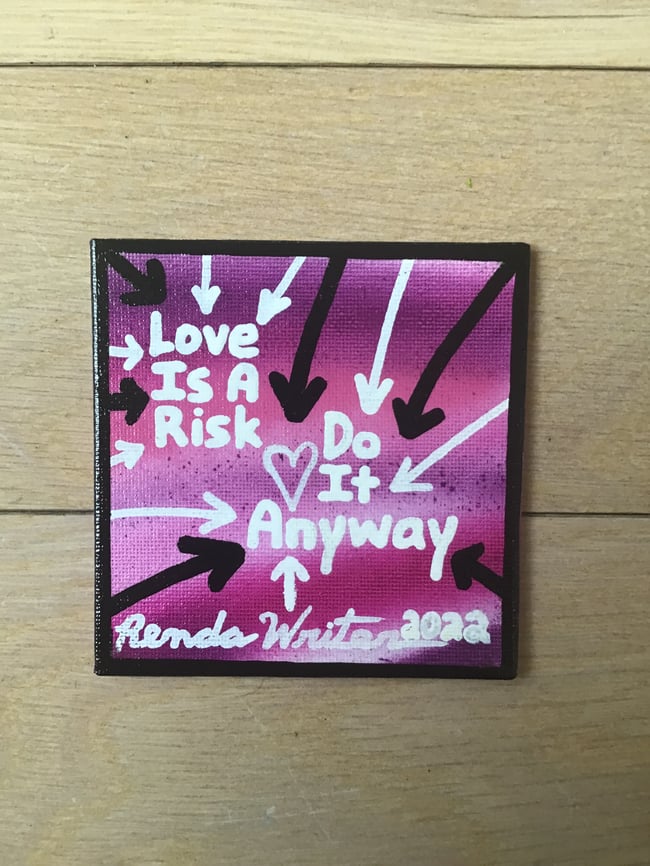 Love
Is A
Risk
Do
It
Anyway
Renda Writer 2022